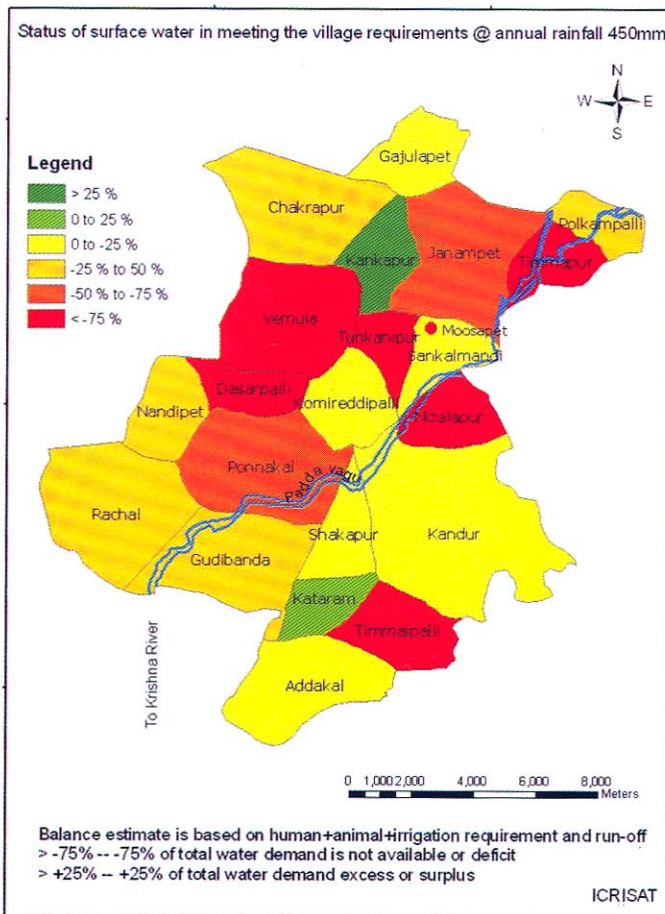 Status of surface water in meeting the village requirements @ annual rainfall 450mm
N
W E
S
Legend
> 25 %
0 to 25 %
0 to -25 %
-25 % to 50 %
-50 % to -75 %
< -75 %
Gajulapet
Chakrapur
Polkampalli
Kankapur
Janampet
Timmapur
Vemula
Tunkanipur
Moosapet
Sankalmandi
Dasarpalli
Komireddipalli
Nandipet
Nizalapur
Ponnakal
Pedda Vagu
Rachal
Shakapur
Kandur
Gudibanda
Kataram
Timmaipalli
Addakal
To Krishna River
0 1,000 2,000 4,000 6,000 8,000
Meters
Balance estimate is based on human+animal+irrigation requirement and run-off
> -75% -- -75% of total water demand is not available or deficit
> +25% -- +25% of total water demand excess or surplus
ICRISAT